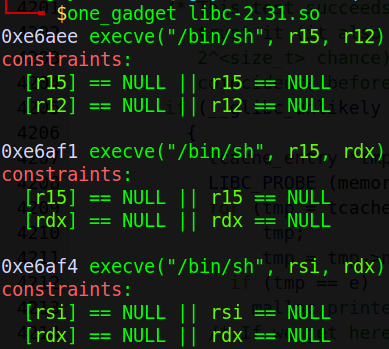 $one_gadget libc-2.31.so
0xe6aee execve("/bin/sh", r15, r12)
constraints:
[r15] == NULL || r15 == NULL
[r12] == NULL || r12 == NULL
0xe6af1 execve("/bin/sh", r15, rdx)
constraints:
[r15] == NULL || r15 == NULL
[rdx] == NULL || rdx == NULL
0xe6af4 execve("/bin/sh", rsi, rdx)
constraints:
[rsi] == NULL || rsi == NULL
[rdx] == NULL || rdx == NULL